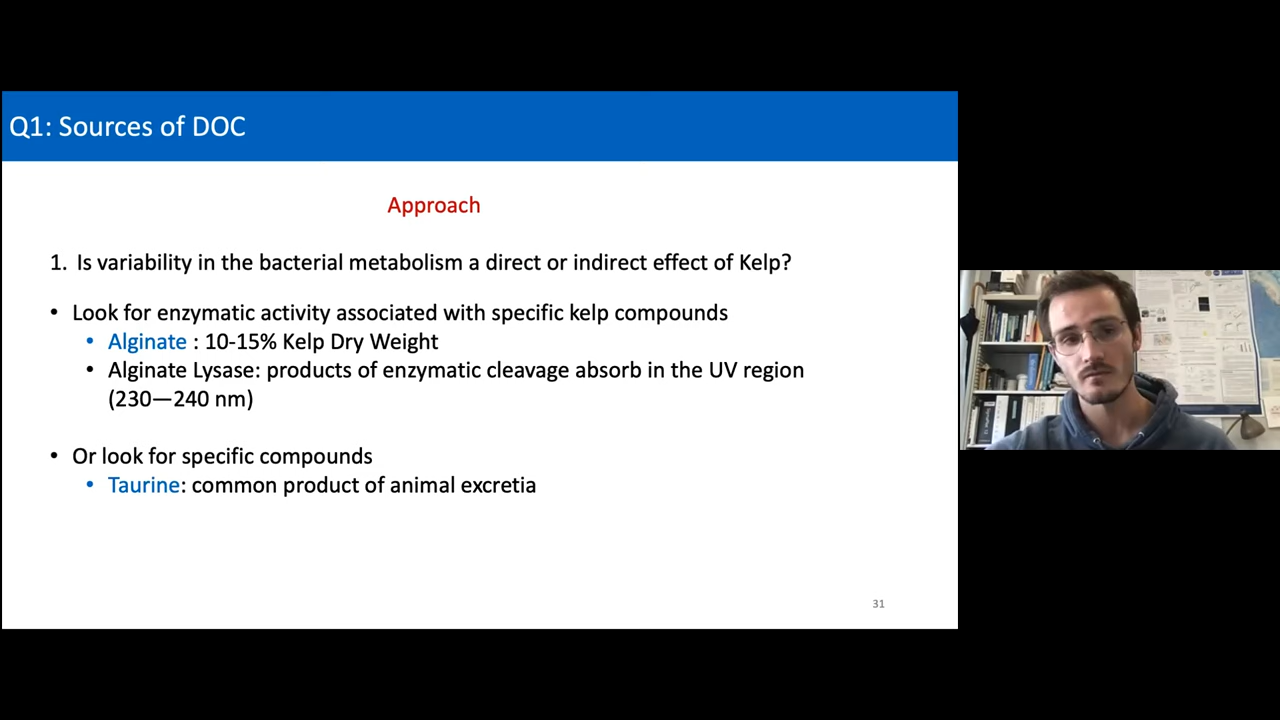 Q1: Sources of DOC
Approach
1. Is variability in the bacterial metabolism a direct or indirect effect of Kelp?
• Look for enzymatic activity associated with specific kelp compounds
• Alginate : 10-15% Kelp Dry Weight
• Alginate Lysase: products of enzymatic cleavage absorb in the UV region
(230—240 nm)
• Or look for specific compounds
• Taurine: common product of animal excretia
31